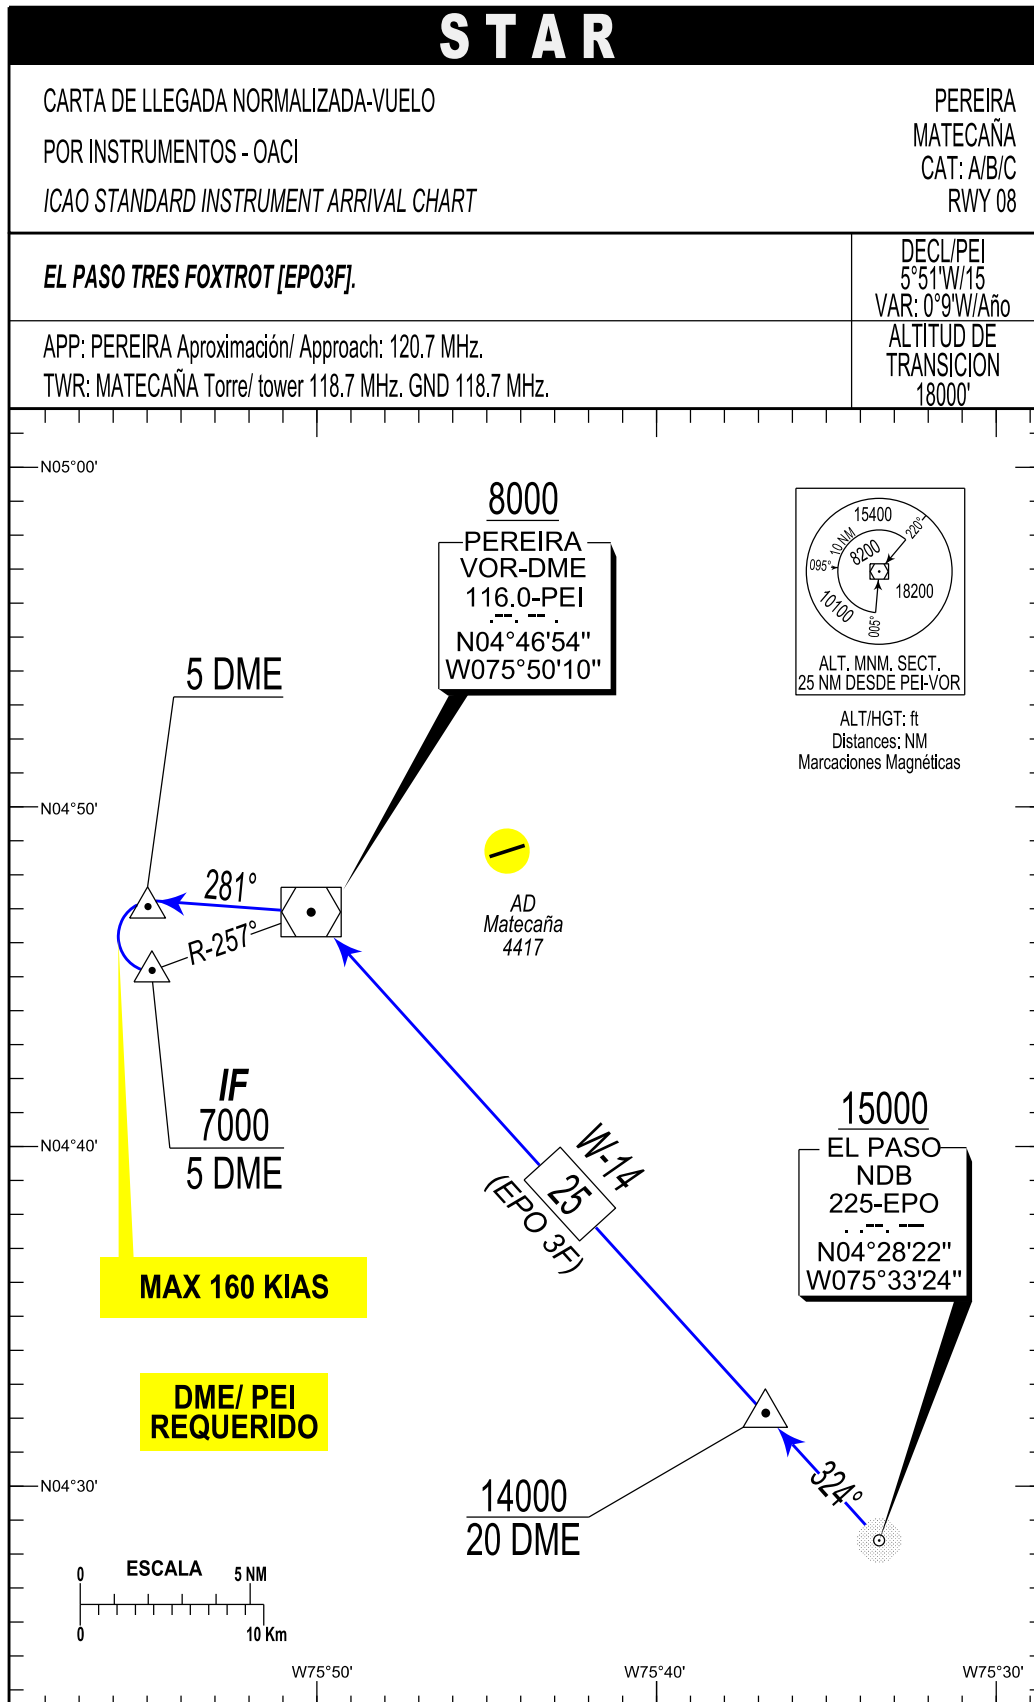 STAR
CARTA DE LLEGADA NORMALIZADA-VUELO
POR INSTRUMENTOS - OACI
ICAO STANDARD INSTRUMENT ARRIVAL CHART
PEREIRA
MATECAÑA
CAT: A/B/C
RWY 08
EL PASO TRES FOXTROT [EPO3F].
DECL/PEI
5°51'W/15
VAR: 0°9'W/Año
APP: PEREIRA Aproximación/ Approach: 120.7 MHz.
TWR: MATECAÑA Torre/ tower 118.7 MHz. GND 118.7 MHz.
ALTITUD DE
TRANSICION
18000'
N05°00'
8000
PEREIRA
VOR-DME
116.0-PEI
N04°46'54"
W075°50'10"
15400
220°
10 NM
8200
095°
18200
10100
005°
ALT. MNM. SECT.
25 NM DESDE PEI-VOR
ALT/HGT: ft
Distances: NM
Marcaciones Magnéticas
5 DME
N04°50'
281°
R-257°
AD
Matecaña
4417
IF
7000
5 DME
N04°40'
W-14
25
(EPO 3F)
15000
EL PASO
NDB
225-EPO
N04°28'22"
W075°33'24"
MAX 160 KIAS
DME/ PEI
REQUERIDO
N04°30'
324°
14000
20 DME
ESCALA
0
5 NM
0
10 Km
W75°50'
W75°40'
W75°30'